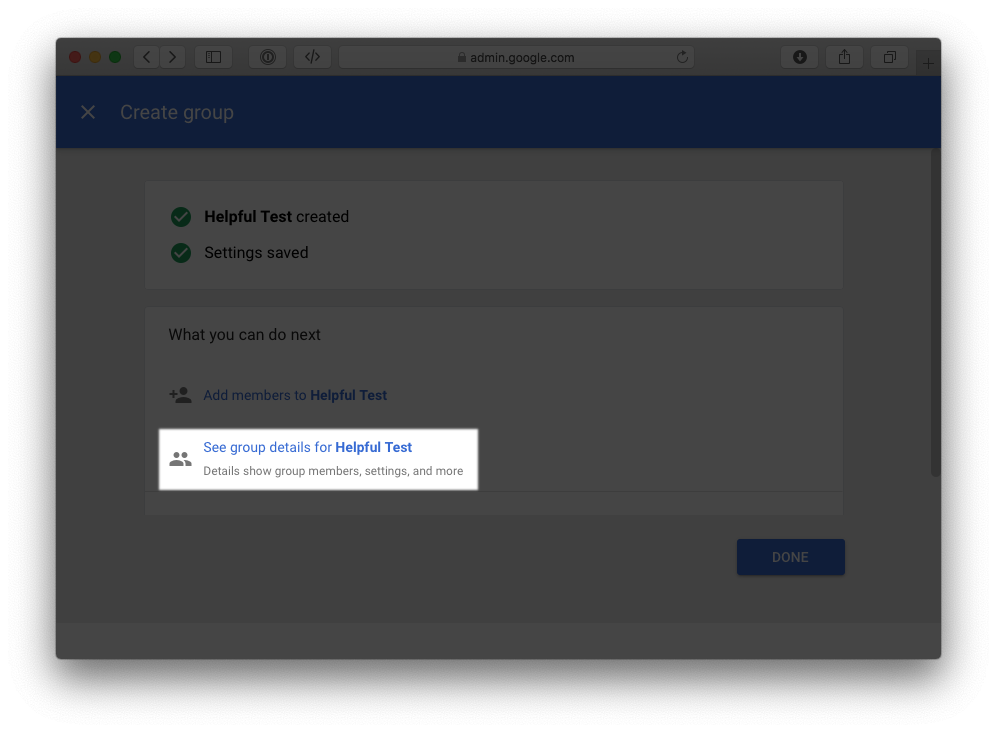 admin.google.com
Create group
Helpful Test created
Settings saved
What you can do next
Add members to Helpful Test
See group details for Helpful Test
Details show group members, settings, and more
DONE